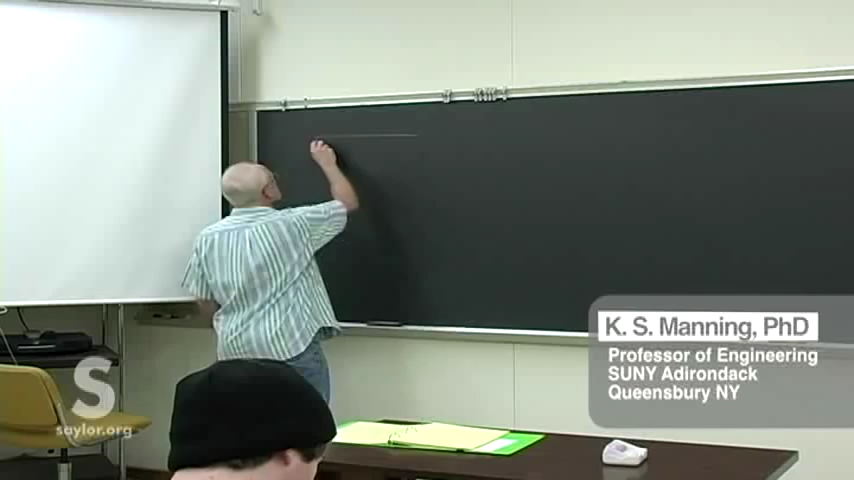 K. S. Manning, PhD
Professor of Engineering
SUNY Adirondack
Queensbury NY
S
saylor.org